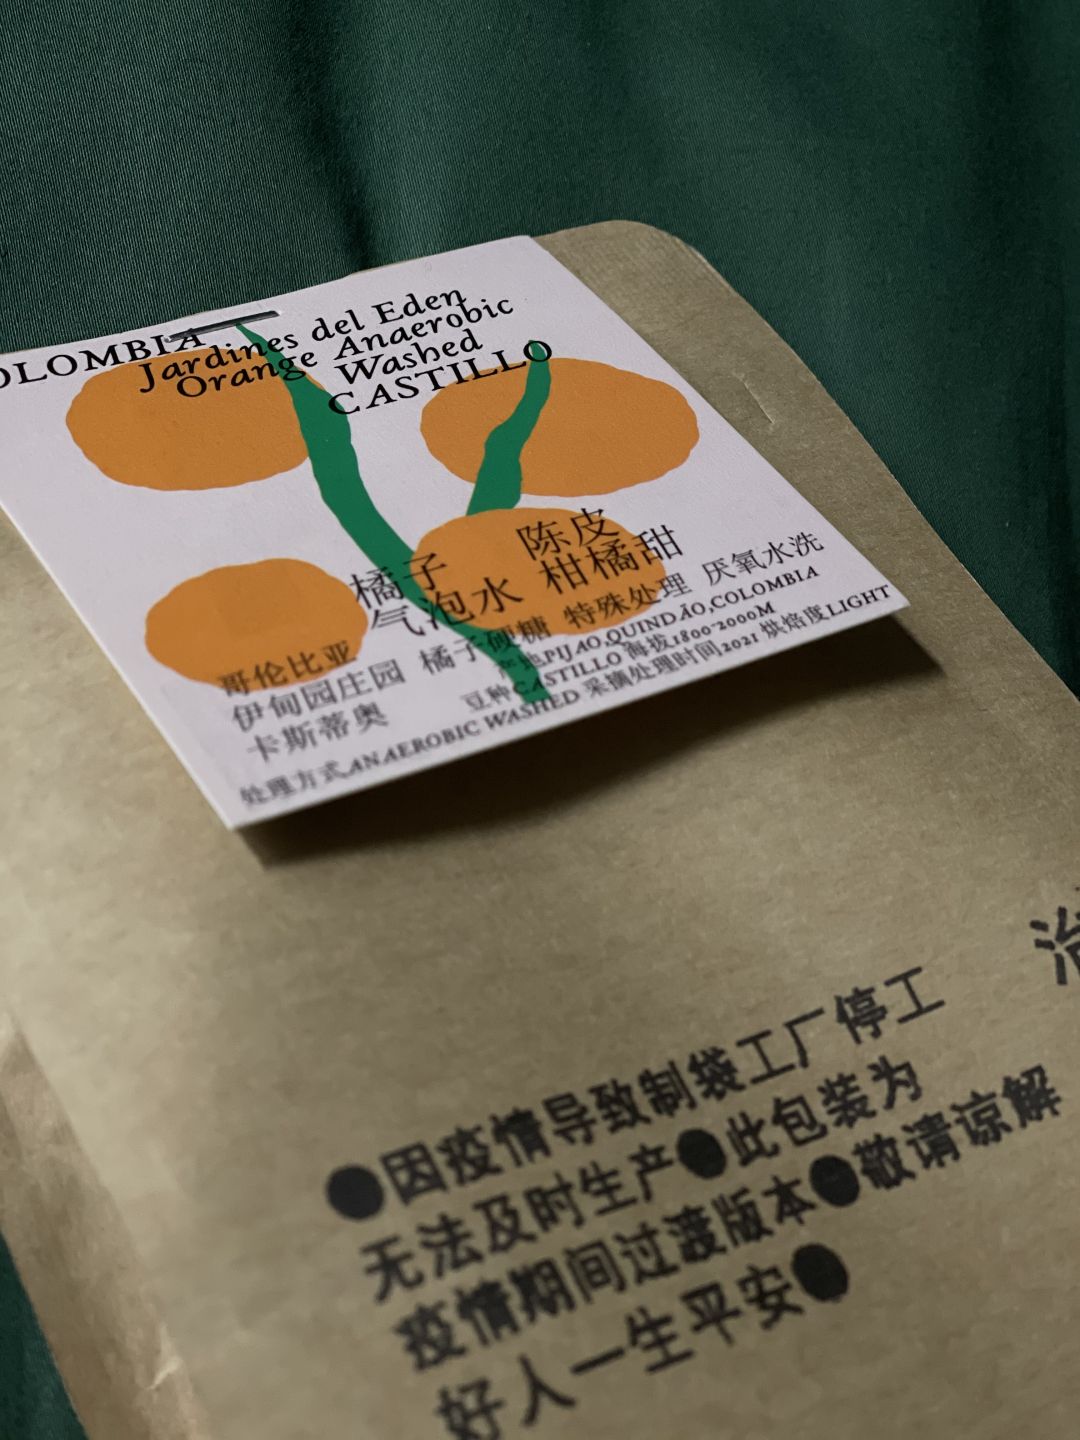 OLOMBIA
Jardines del Eden
Orange Anaerobic
Washed
CASTILLO
橘子 陈皮
气泡水 柑橘甜
哥伦比亚 橘子硬糖 特殊处理 厌氧水洗
伊甸园庄园 产地PIJAO,QUINDÃO,COLOMBIA
卡斯蒂奥 豆种CASTILLO 海拔1800-2000M
处理方式ANAEROBIC WASHED 采摘处理时间2021 烘焙度LIGHT
治
●因疫情导致制袋工厂停工
无法及时生产●此包装为
疫情期间过渡版本●敬请谅解
好人一生平安●